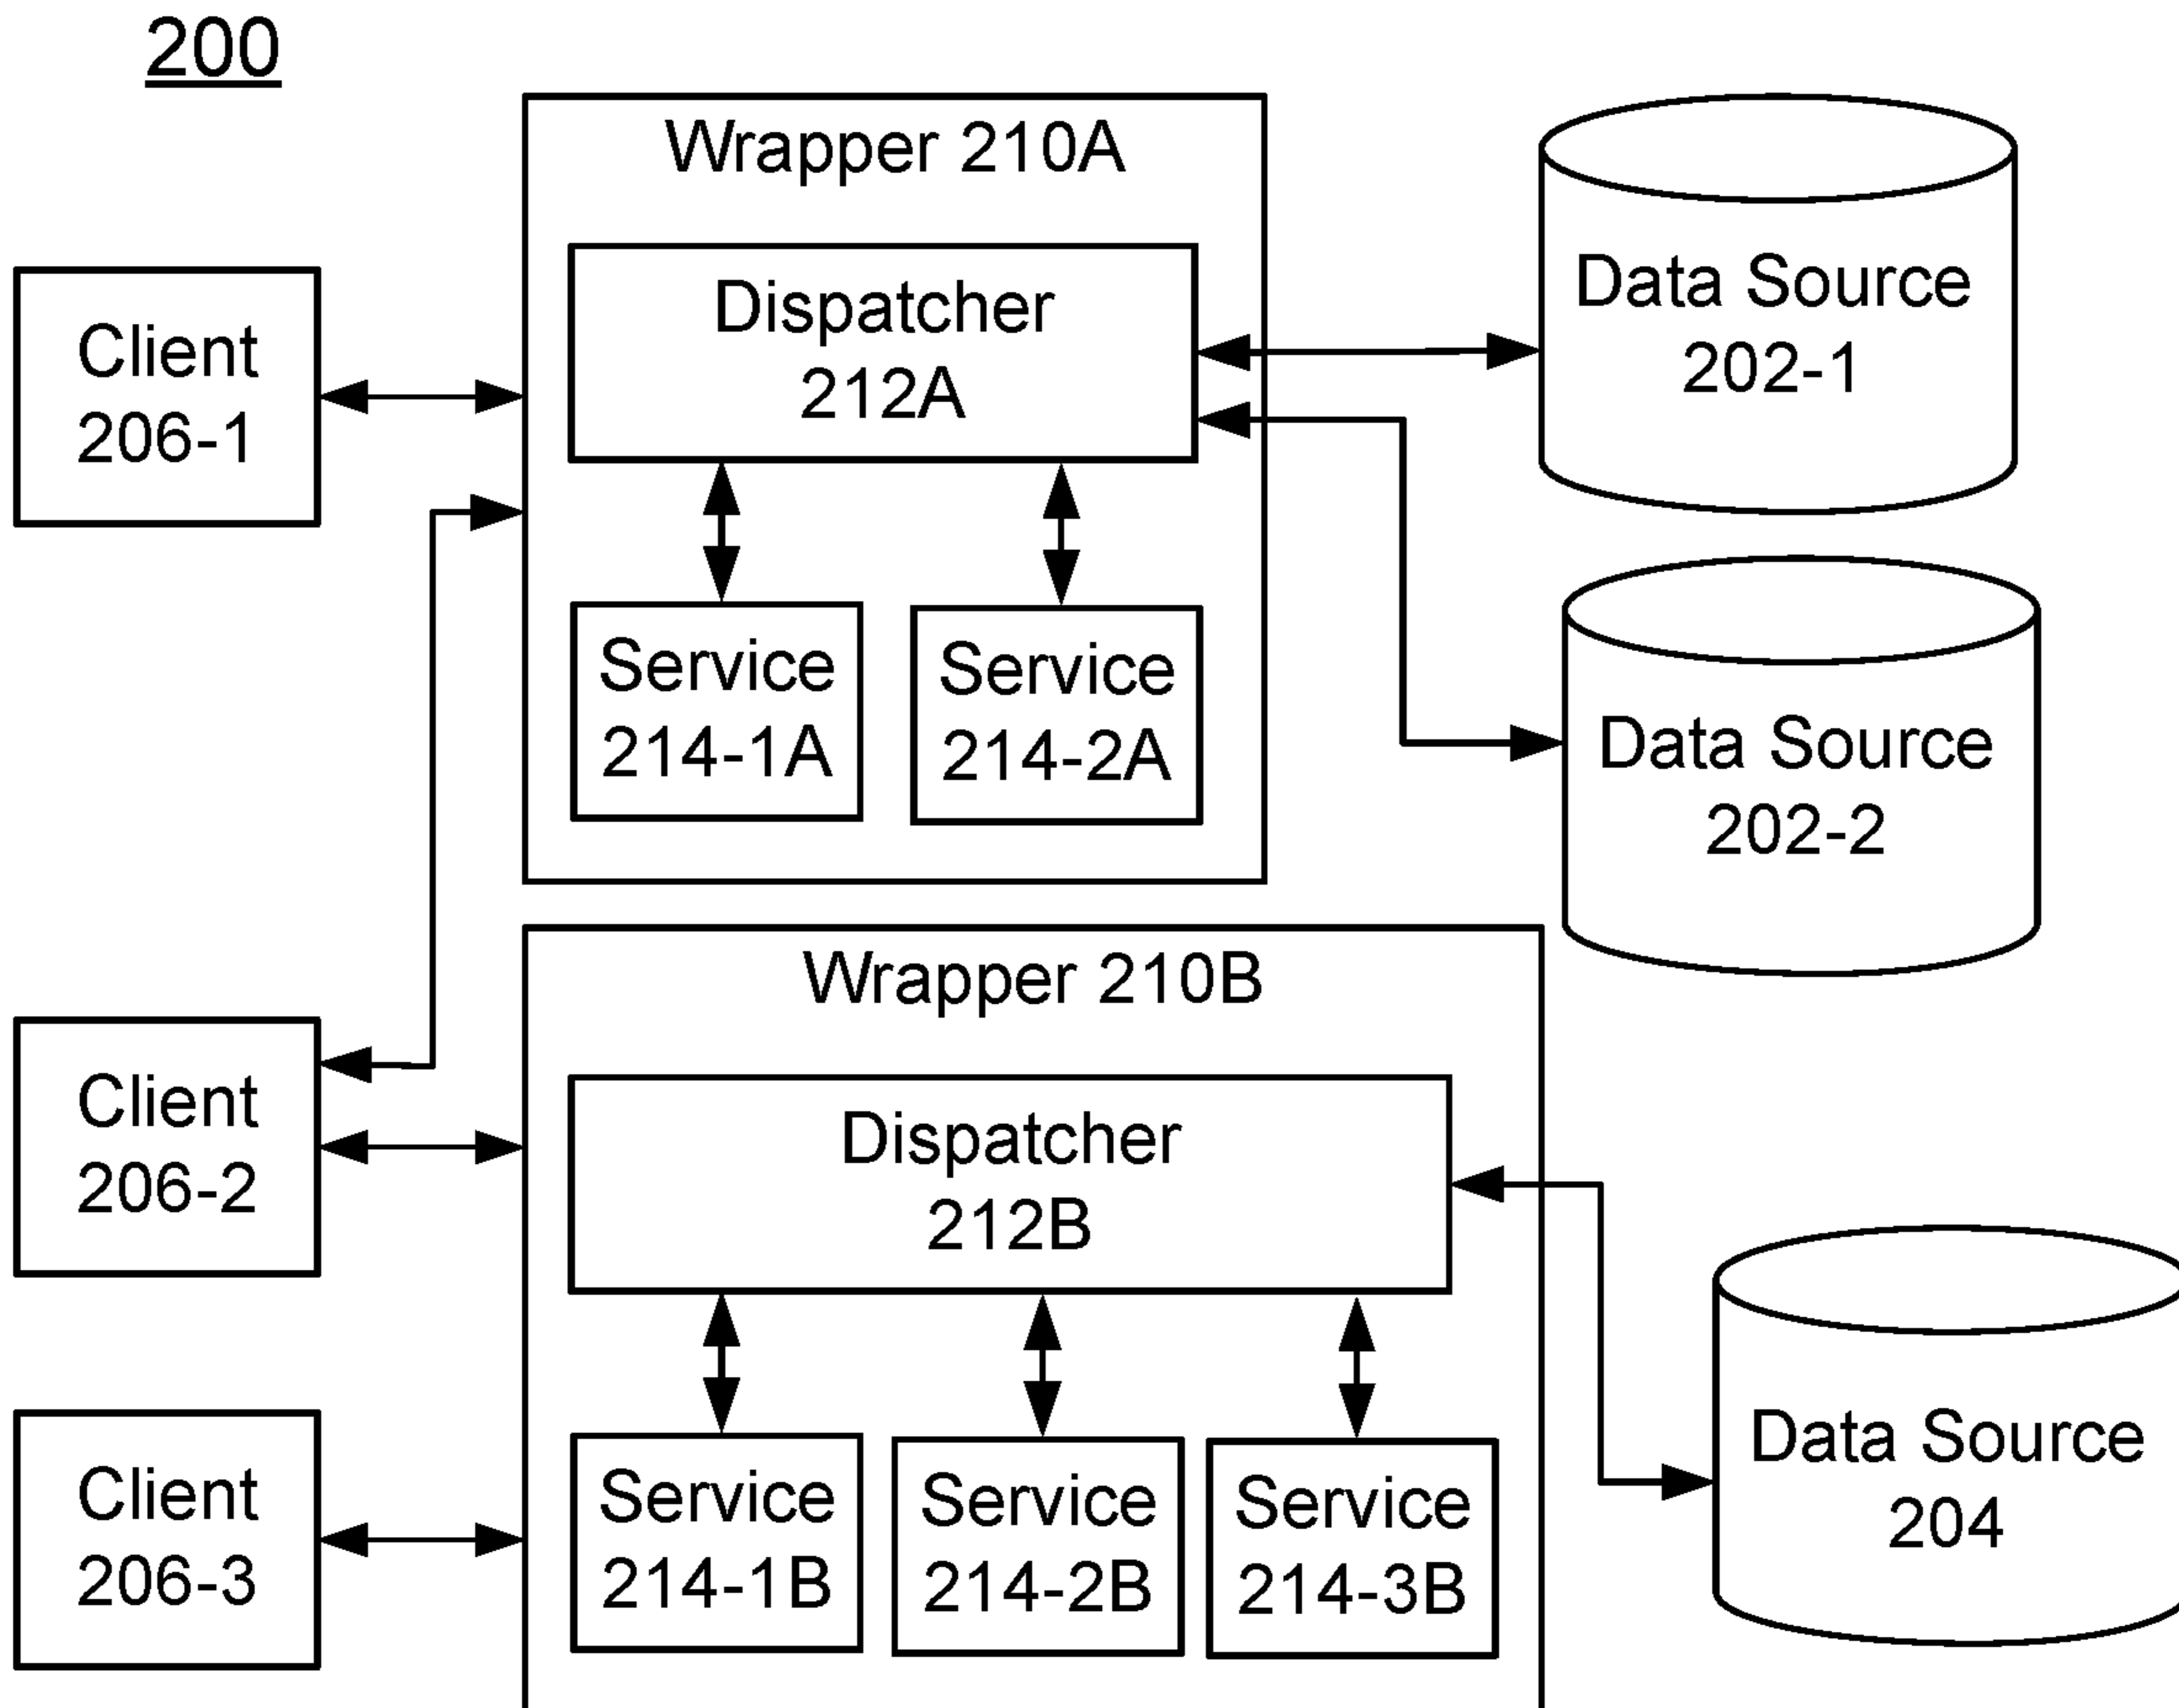 200
Wrapper 210A
Dispatcher
212A
Data Source
202-1
Client
206-1
Service
214-1A
Service
214-2A
Data Source
202-2
Wrapper 210B
Client
206-2
Dispatcher
212B
Data Source
204
Client
206-3
Service
214-1B
Service
214-2B
Service
214-3B